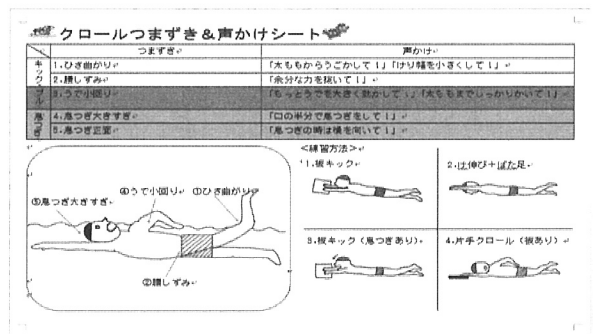 クロールつまずき＆声かけシート
つまずき 声かけ
キック 1．ひざ曲がり 「太ももからうごかして！」「けり幅を小さくして！」
2．腰しずみ 「余分な力を抜いて！」
プル 3．うで小回り 「もっとうでを大きく動かして！」「太ももまでしっかりかいて！」
息つぎ 4．息つぎ大きすぎ 「口の半分で息つぎをして！」
5．息つぎ正面 「息つぎの時は横を向いて！」
④うで小回り ①ひざ曲がり
⑤息つぎ大きすぎ
②腰しずみ
＜練習方法＞
1．板キック
2．け伸び＋ばた足
3．板キック（息つぎあり）
4．片手クロール（板あり）